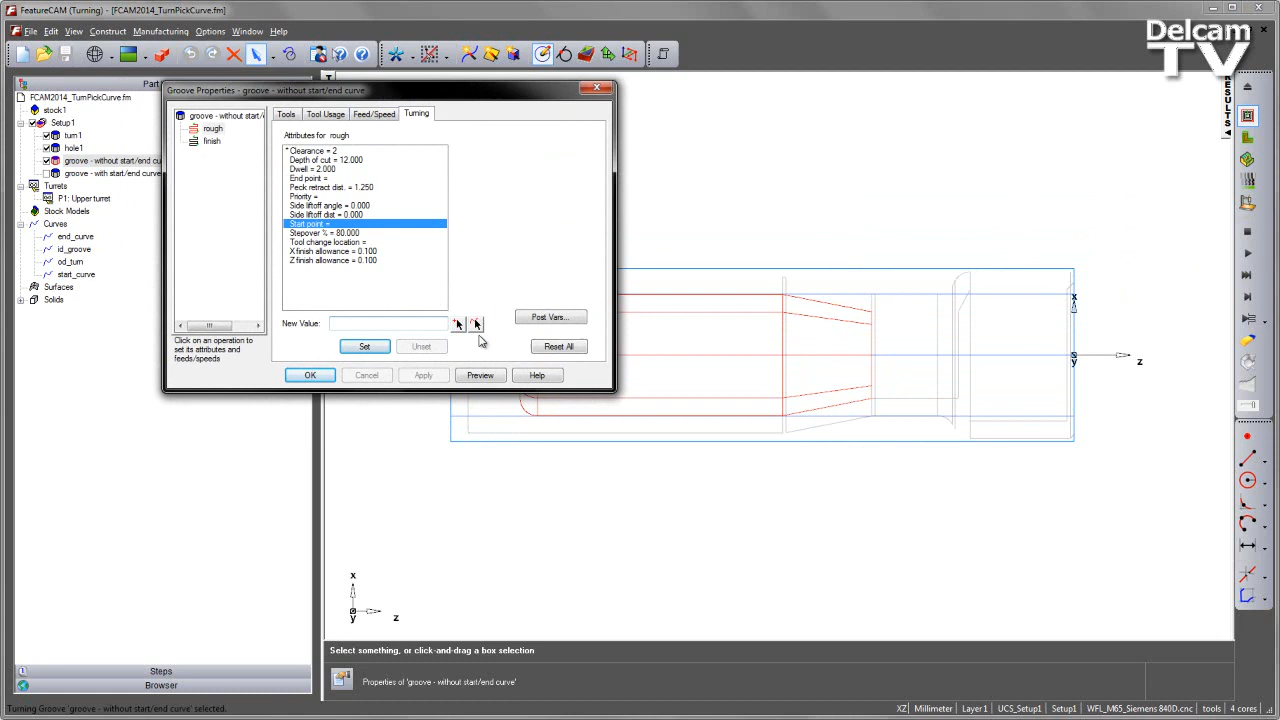 FeatureCAM (Turning) - [FCAM2014_TurnPickCurve.fm]
File Edit View Construct Manufacturing Options Window Help
Delcam
TV
Part
FCAM2014_TurnPickCurve.fm
stock1
Setup1
turn1
hole1
groove - without start/end cu
groove - with start/end curve
Turrets
P1: Upper turret
Stock Models
Curves
end_curve
id_groove
od_turn
start_curve
Surfaces
Solids
Groove Properties - groove - without start/end curve
groove - without start/
rough
finish
Tools Tool Usage Feed/Speed Turning
Attributes for rough
*Clearance = 2
Depth of cut = 12.000
Dwell = 2.000
End point =
Peck retract dist. = 1.250
Priority =
Side liftoff angle = 0.000
Side liftoff dist = 0.000
Start point =
Stepover % = 80.000
Tool change location =
X finish allowance = 0.100
Z finish allowance = 0.100
New Value:
Post Vars...
Set Unset Reset All
Click on an operation to
set its attributes and
feeds/speeds
OK Cancel Apply Preview Help
RESULTS
x
z
y
x
y
z
Steps
Browser
Select something, or click-and-drag a box selection
Properties of 'groove - without start/end curve'
Turning Groove 'groove - without start/end curve' selected.
XZ Millimeter Layer1 UCS_Setup1 Setup1 WFL_M65_Siemens 840D.cnc tools 4 cores